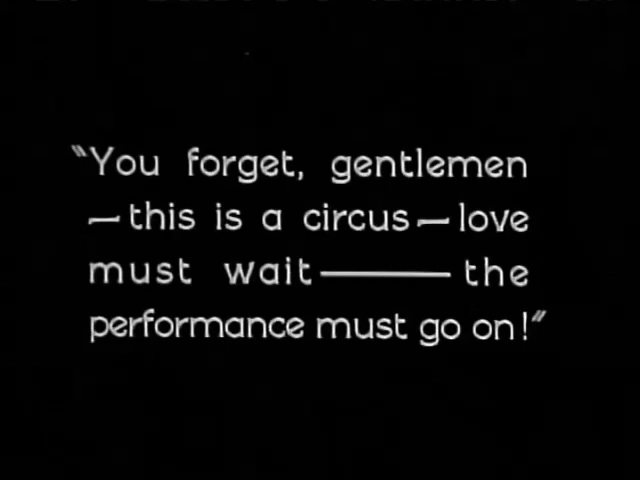 "You forget, gentlemen
—this is a circus—love
must wait———the
performance must go on!"